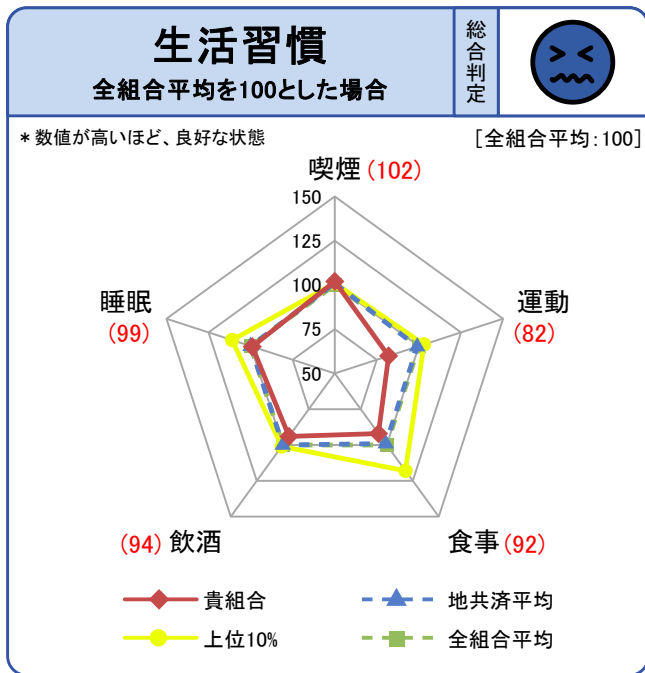 生活習慣
全組合平均を100とした場合
総合判定
*数値が高いほど、良好な状態
[全組合平均:100]
喫煙(102)
150
125
100
75
50
運動
(82)
睡眠
(99)
(94)飲酒
食事(92)
貴組合
地共済平均
上位10%
全組合平均